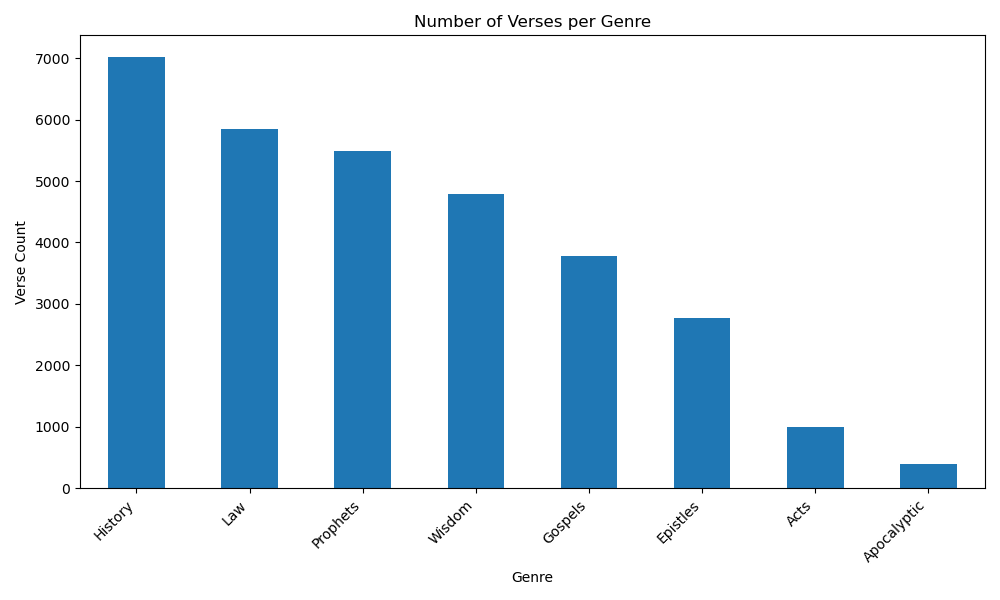 Number of Verses per Genre
Verse Count
7000
6000
5000
4000
3000
2000
1000
0
History
Law
Prophets
Wisdom
Gospels
Epistles
Acts
Apocalyptic
Genre